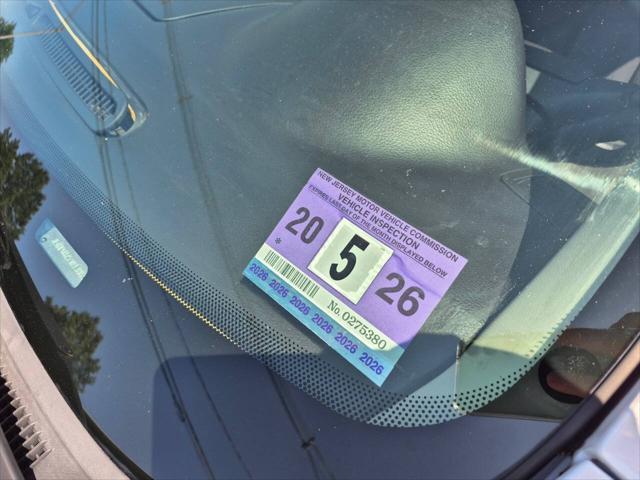 NEW JERSEY MOTOR VEHICLE COMMISSION
VEHICLE INSPECTION
EXPIRES LAST DAY OF THE MONTH DISPLAYED BELOW
20 5 26
*
No. 0275380
2026 2026 2026 2026 2026 2026 2026